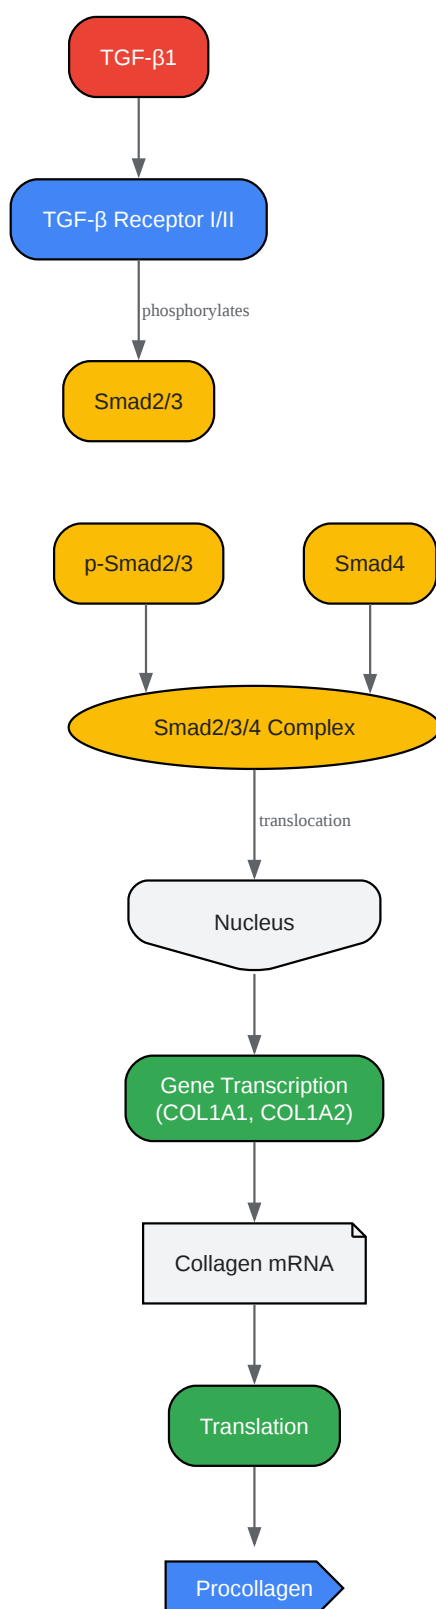 TGF-β1
TGF-β Receptor I/II
phosphorylates
Smad2/3
p-Smad2/3
Smad4
Smad2/3/4 Complex
translocation
Nucleus
Gene Transcription
(COL1A1, COL1A2)
Collagen mRNA
Translation
Procollagen